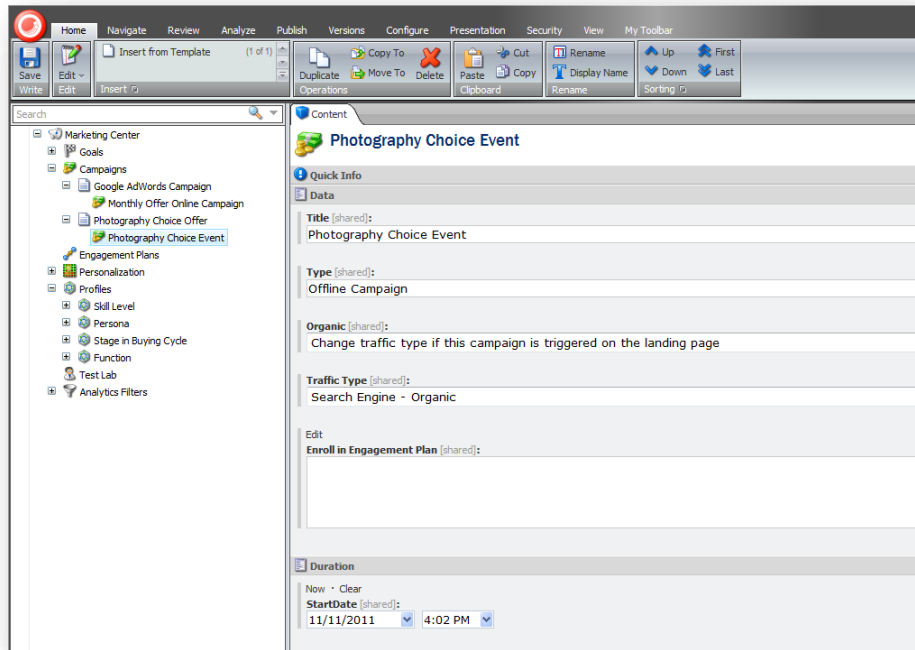 Home Navigate Review Analyze Publish Versions Configure Presentation Security View My Toolbar
Insert from Template (1 of 1) Copy To Cut Rename Up First
Save Edit Duplicate Move To Delete Paste Copy Display Name Down Last
Write Edit Insert Operations Clipboard Rename Sorting
Search
Marketing Center
Goals
Campaigns
Google AdWords Campaign
Monthly Offer Online Campaign
Photography Choice Offer
Photography Choice Event
Engagement Plans
Personalization
Profiles
Skill Level
Persona
Stage in Buying Cycle
Function
Test Lab
Analytics Filters
Content
Photography Choice Event
Quick Info
Data
Title [shared]:
Photography Choice Event
Type [shared]:
Offline Campaign
Organic [shared]:
Change traffic type if this campaign is triggered on the landing page
Traffic Type [shared]:
Search Engine - Organic
Edit
Enroll in Engagement Plan [shared]:
Duration
Now · Clear
StartDate [shared]:
11/11/2011 4:02 PM